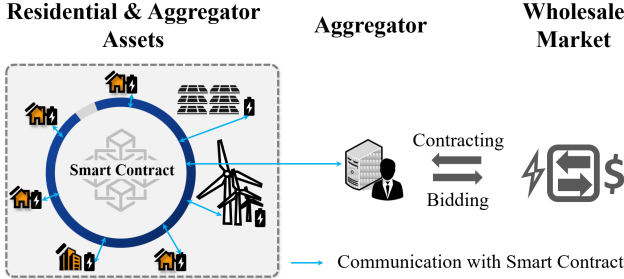 Residential & Aggregator
Assets
Aggregator
Wholesale
Market
Smart Contract
Contracting
Bidding
$
Communication with Smart Contract